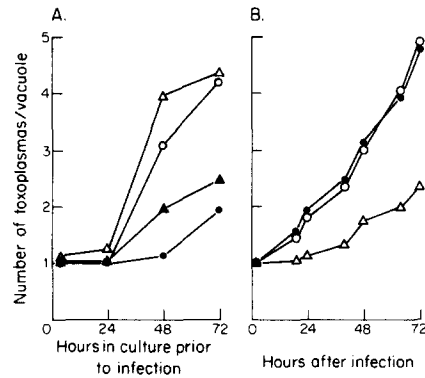 A.
B.
5
4
3
2
1
Number of toxoplasmas/vacuole
0 24 48 72
0 24 48 72
Hours in culture prior
to infection
Hours after infection